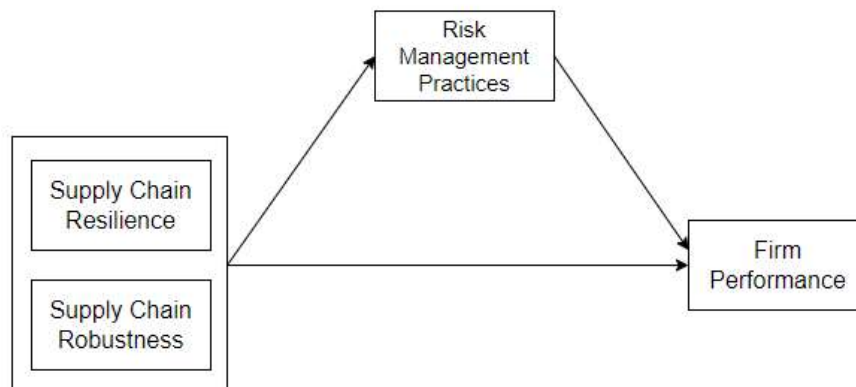 Risk
Management
Practices
Supply Chain
Resilience
Supply Chain
Robustness
Firm
Performance